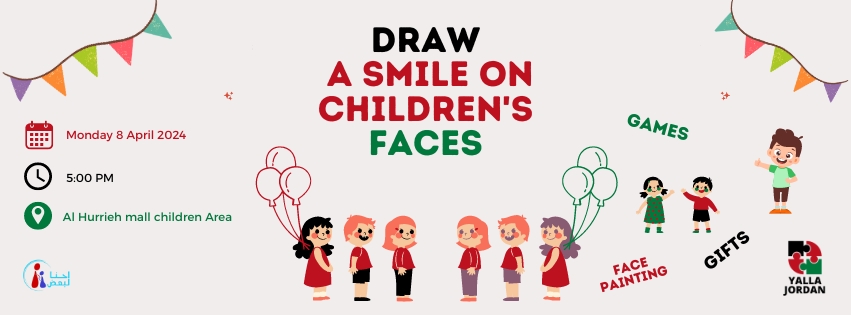 DRAW
A SMILE ON
CHILDREN'S
FACES
Monday 8 April 2024
5:00 PM
Al Hurrieh mall children Area
إحنا
لبعض
GAMES
GIFTS
FACE
PAINTING
YALLA
JORDAN